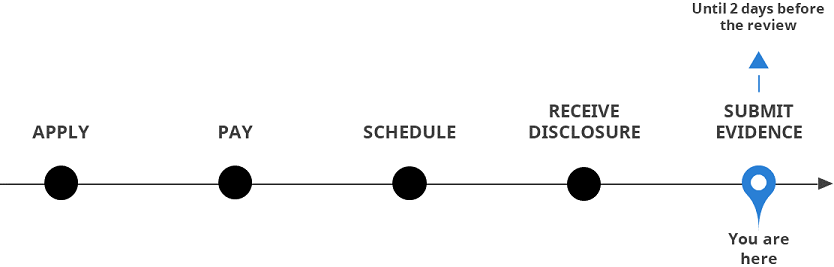 Until 2 days before
the review
APPLY
PAY
SCHEDULE
RECEIVE
DISCLOSURE
SUBMIT
EVIDENCE
You are
here